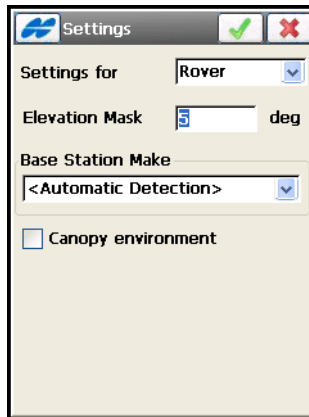 Settings
Settings for Rover
Elevation Mask 5 deg
Base Station Make
<Automatic Detection>
Canopy environment